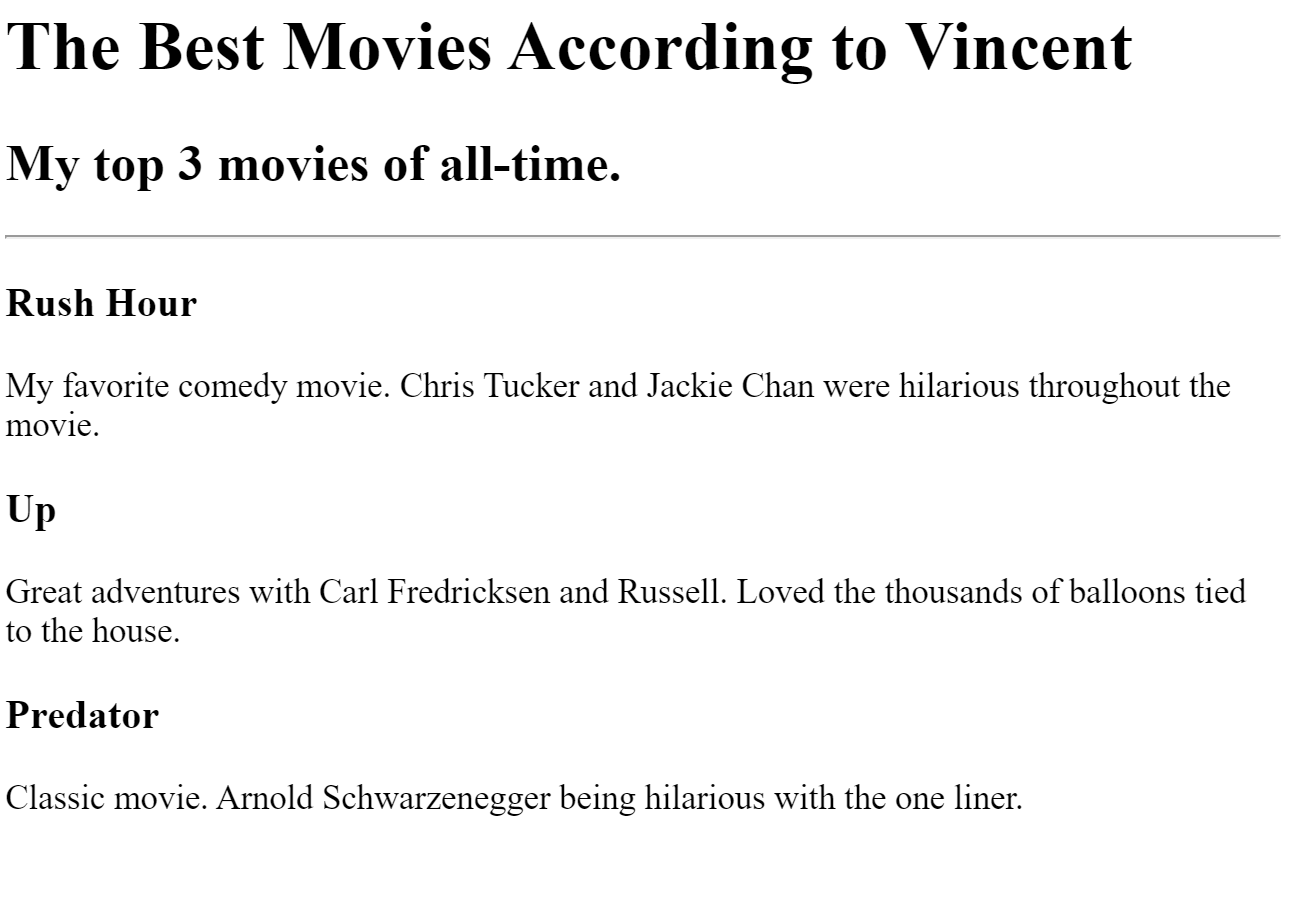 The Best Movies According to Vincent
My top 3 movies of all-time.
Rush Hour
My favorite comedy movie. Chris Tucker and Jackie Chan were hilarious throughout the
movie.
Up
Great adventures with Carl Fredricksen and Russell. Loved the thousands of balloons tied
to the house.
Predator
Classic movie. Arnold Schwarzenegger being hilarious with the one liner.